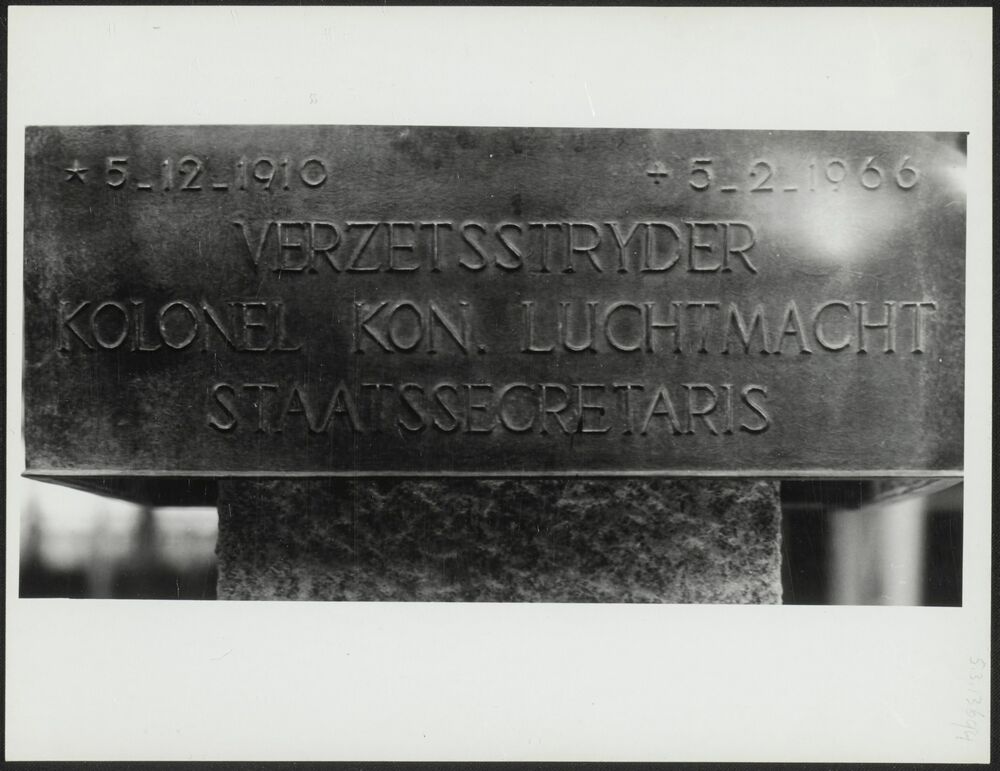 * 5_12_1910 + 5_2_1966
VERZETSSTRYDER
KOLONEL KON. LUCHTMACHT
STAATSSECRETARIS